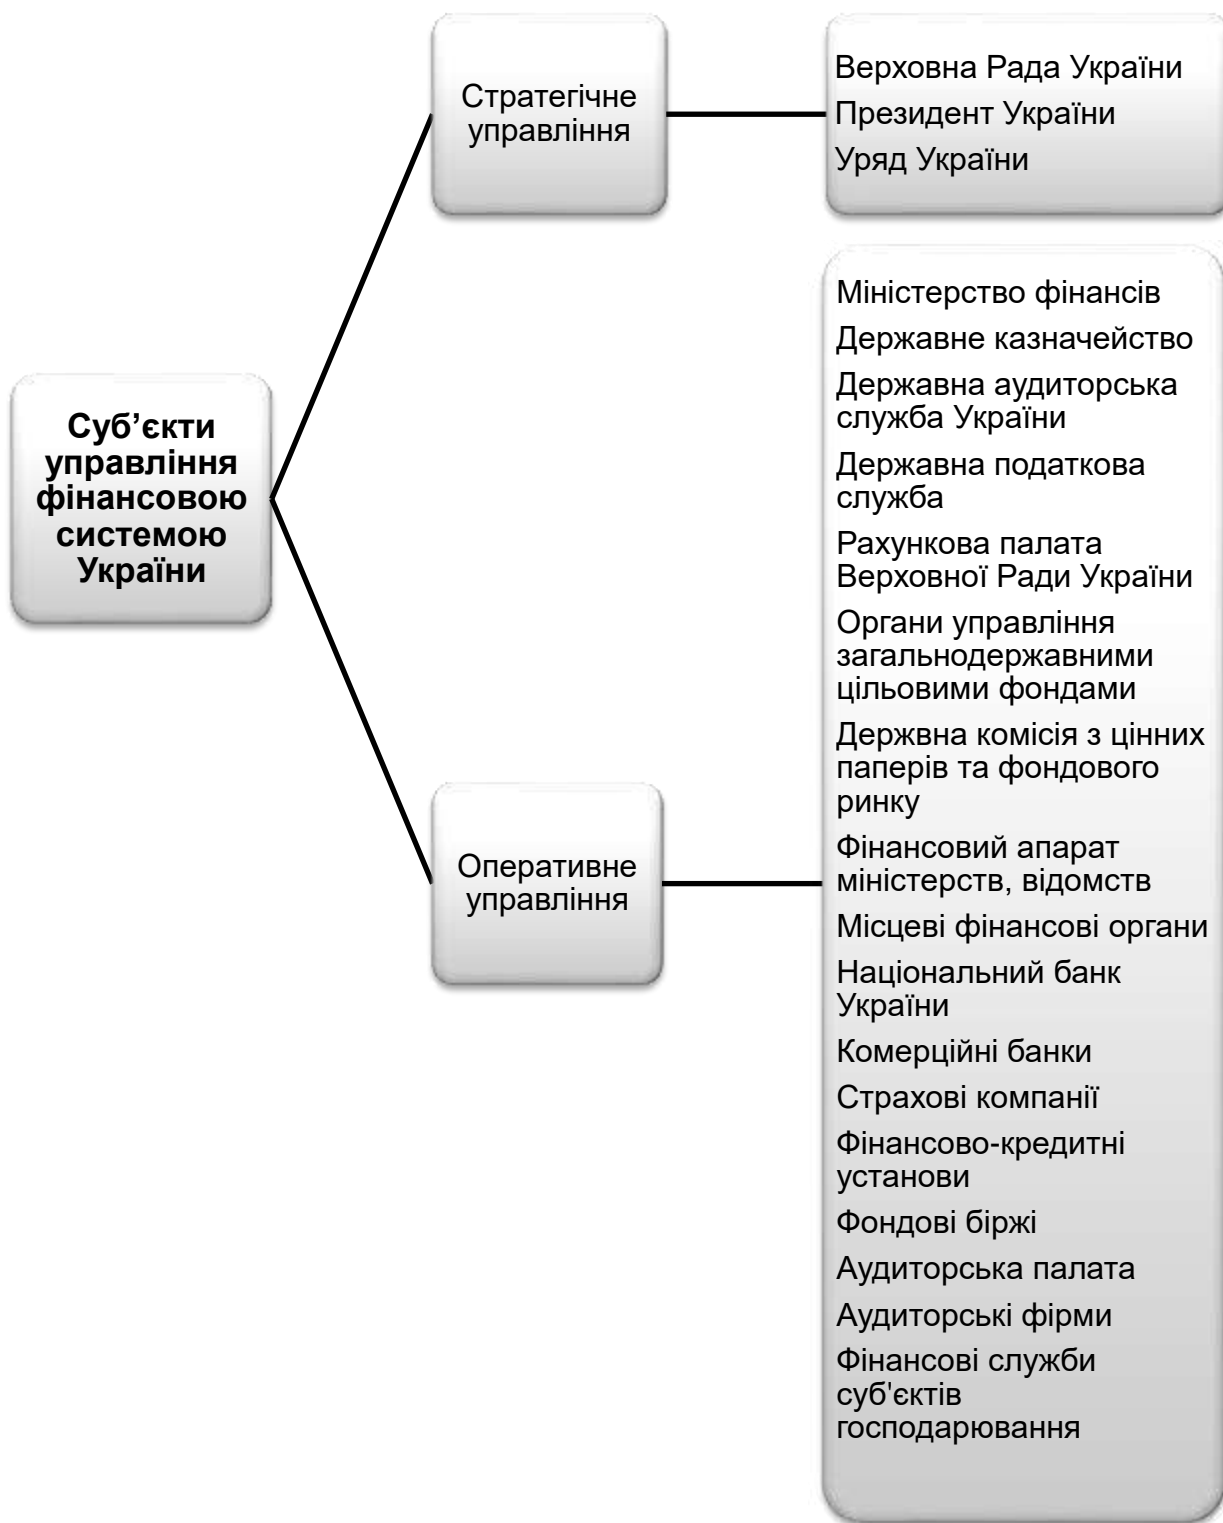 Суб’єкти
управління
фінансовою
системою
України
Стратегічне
управління
Верховна Рада України
Президент України
Уряд України
Оперативне
управління
Міністерство фінансів
Державне казначейство
Державна аудиторська
служба України
Державна податкова
служба
Рахункова палата
Верховної Ради України
Органи управління
загальнодержавними
цільовими фондами
Держвна комісія з цінних
паперів та фондового
ринку
Фінансовий апарат
міністерств, відомств
Місцеві фінансові органи
Національний банк
України
Комерційні банки
Страхові компанії
Фінансово-кредитні
установи
Фондові біржі
Аудиторська палата
Аудиторські фірми
Фінансові служби
суб'єктів
господарювання